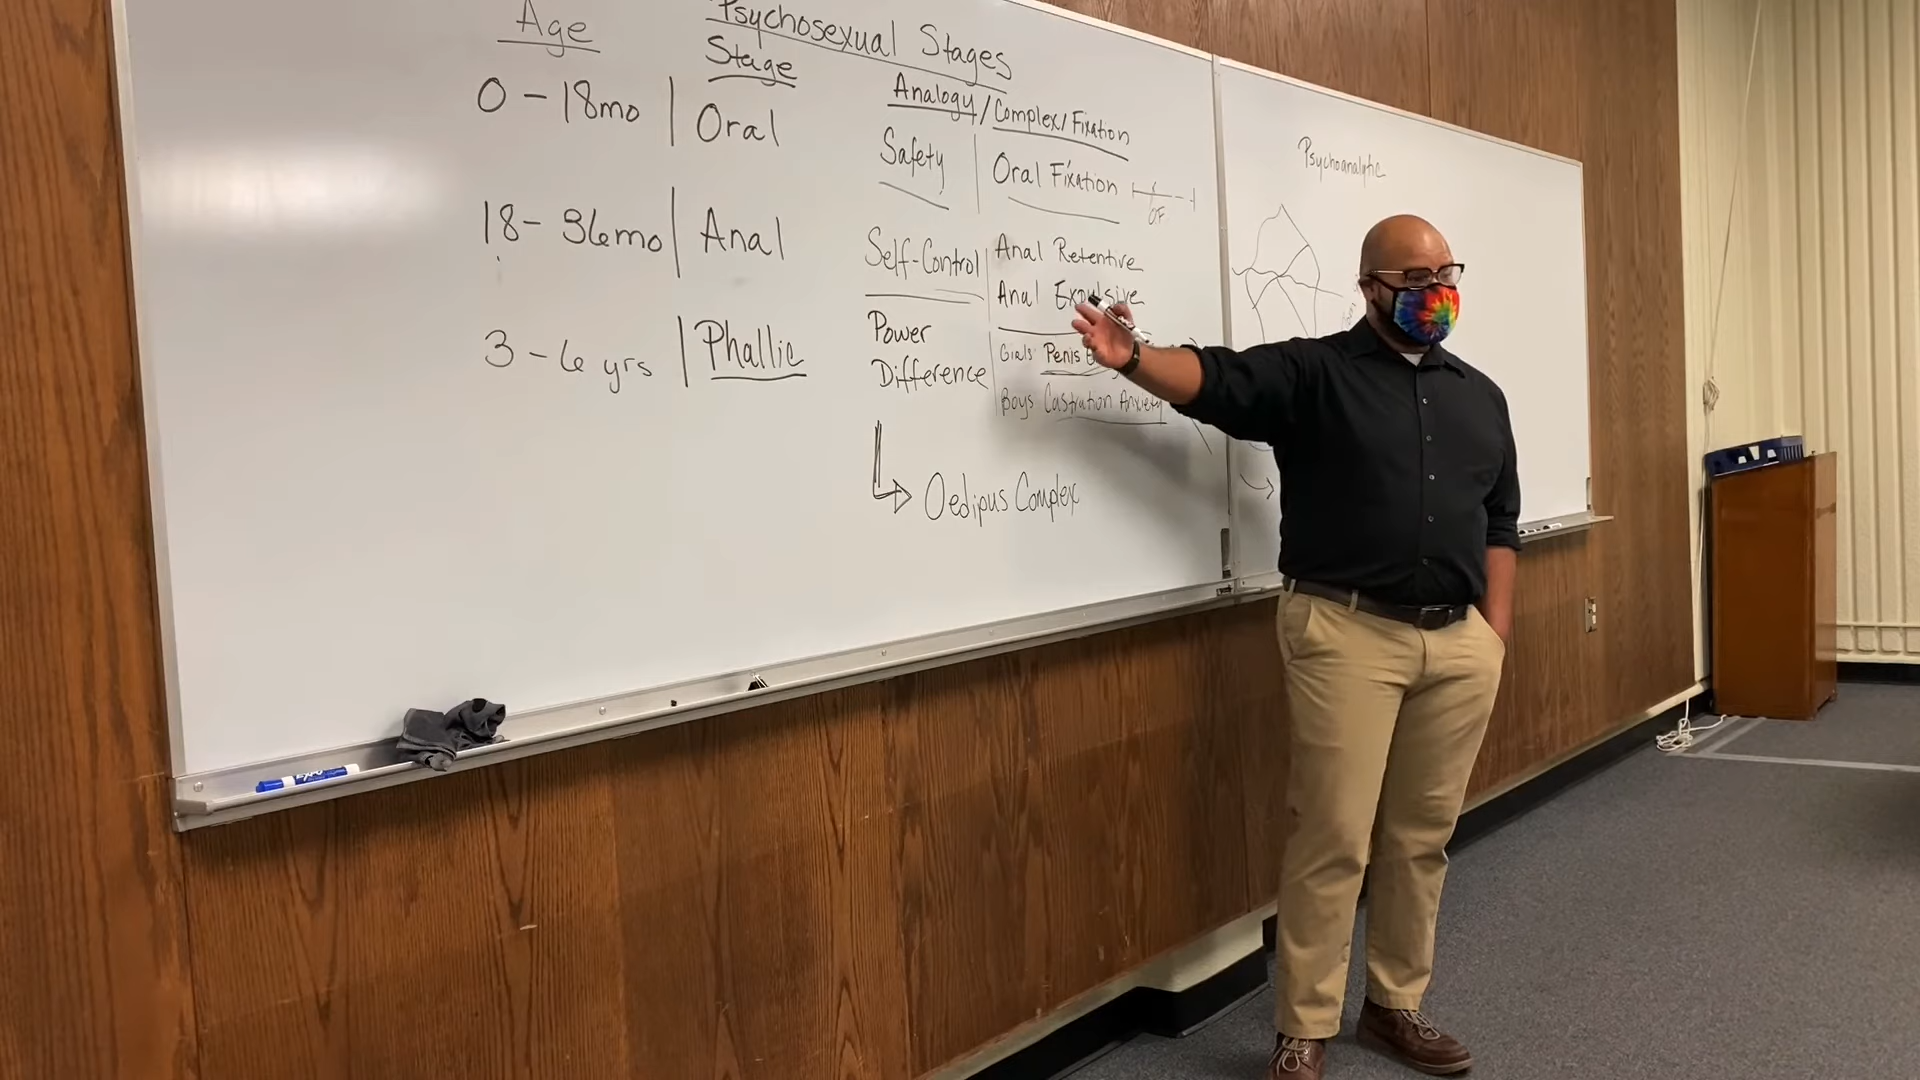 Psychosexual Stages
Age
Stage
Analogy/Complex/Fixation
0-18mo | Oral
Safety
Oral Fixation
OF
18-36mo | Anal
Self-Control
Anal Retentive
Anal Expulsive
3-6 yrs | Phallic
Power
Difference
Girls Penis
Boys Castration Anxiety
Oedipus Complex
Psychoanalytic
EXPO